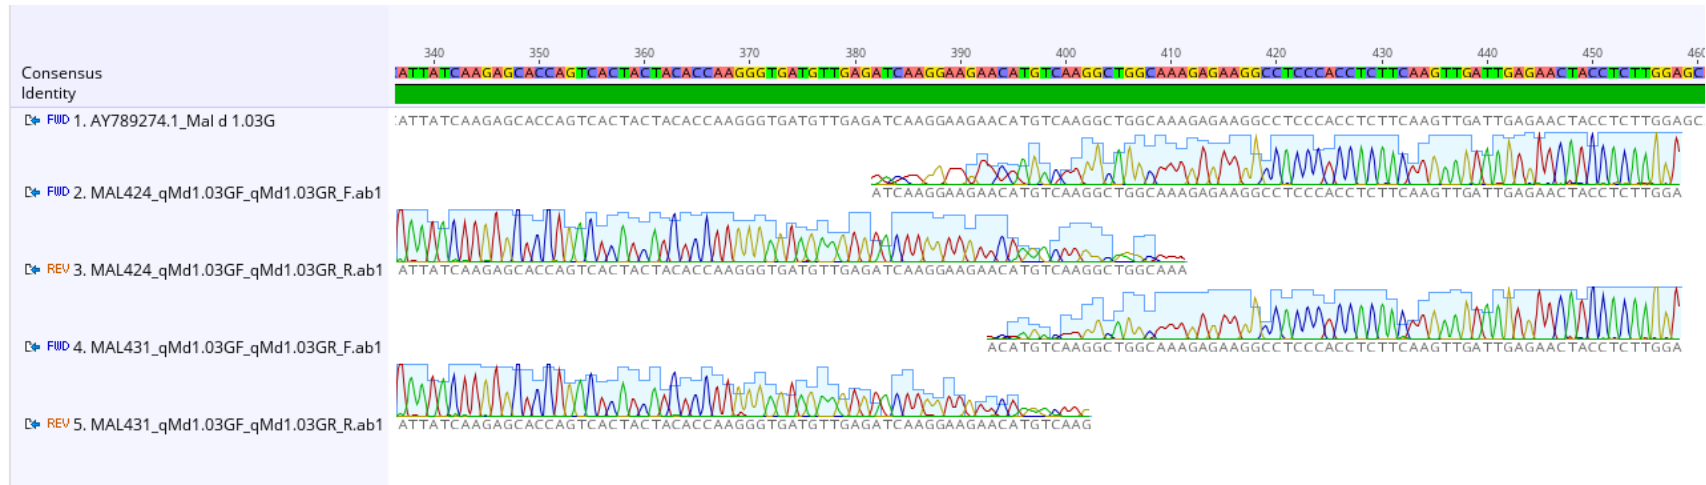 340 350 360 370 380 390 400 410 420 430 440 450 460
Consensus ATTATCAAGAGCACCAGTCACTACTACACCAAGGGTGATGTTGAGATCAAGGAAGAACATGTCAAGGCTGGCAAAGAGAAGGCCTCCCACCTCTTCAAGTTGATTGAGAACTACCTCTTGGAGC
Identity
FWD 1. AY789274.1_Mal d 1.03G ATTATCAAGAGCACCAGTCACTACTACACCAAGGGTGATGTTGAGATCAAGGAAGAACATGTCAAGGCTGGCAAAGAGAAGGCCTCCCACCTCTTCAAGTTGATTGAGAACTACCTCTTGGAGC
FWD 2. MAL424_qMd1.03GF_qMd1.03GR_F.ab1 ATCAAGGAAGAACATGTCAAGGCTGGCAAAGAGAAGGCCTCCCACCTCTTCAAGTTGATTGAGAACTACCTCTTGGA
REV 3. MAL424_qMd1.03GF_qMd1.03GR_R.ab1 ATTATCAAGAGCACCAGTCACTACTACACCAAGGGTGATGTTGAGATCAAGGAAGAACATGTCAAGGCTGGCAAA
FWD 4. MAL431_qMd1.03GF_qMd1.03GR_F.ab1 ACATGTCAAGGCTGGCAAAGAGAAGGCCTCCCACCTCTTCAAGTTGATTGAGAACTACCTCTTGGA
REV 5. MAL431_qMd1.03GF_qMd1.03GR_R.ab1 ATTATCAAGAGCACCAGTCACTACTACACCAAGGGTGATGTTGAGATCAAGGAAGAACATGTCAAG